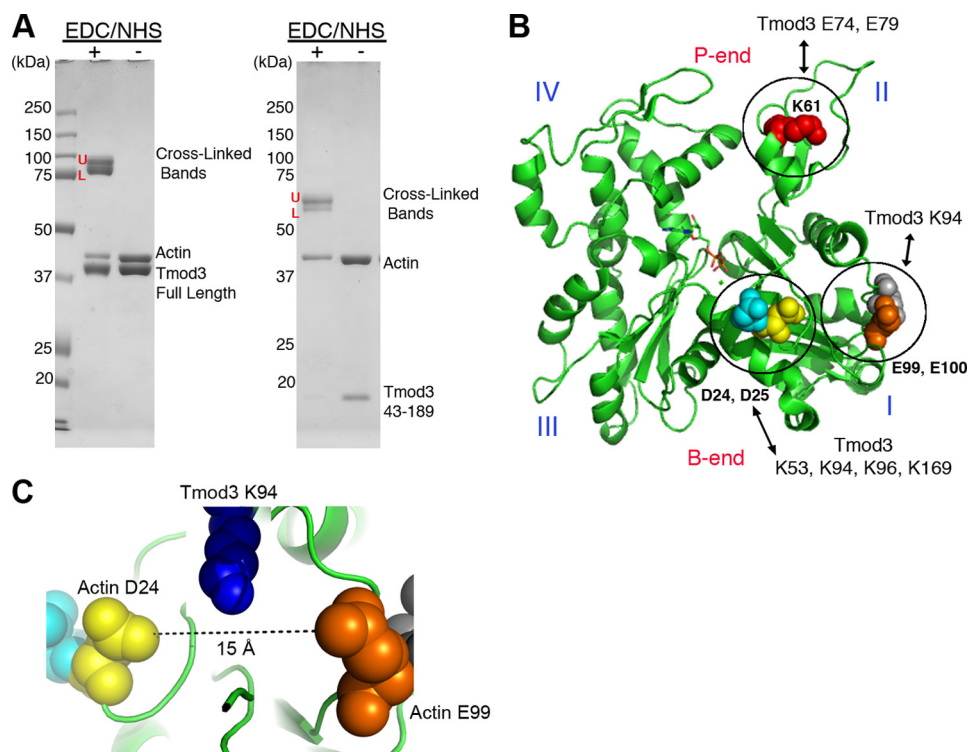 A
EDC/NHS
(kDa) + -
250
150
100
75
50
37
25
20
U
L
Cross-Linked
Bands
Actin
Tmod3
Full Length
EDC/NHS
(kDa) + -
250
150
100
75
50
37
25
20
U
L
Cross-Linked
Bands
Actin
Tmod3
43-189
B
Tmod3 E74, E79
P-end
IV
II
K61
Tmod3 K94
E99, E100
D24, D25
I
III
B-end
Tmod3
K53, K94, K96, K169
C
Tmod3 K94
Actin D24
15 Å
Actin E99